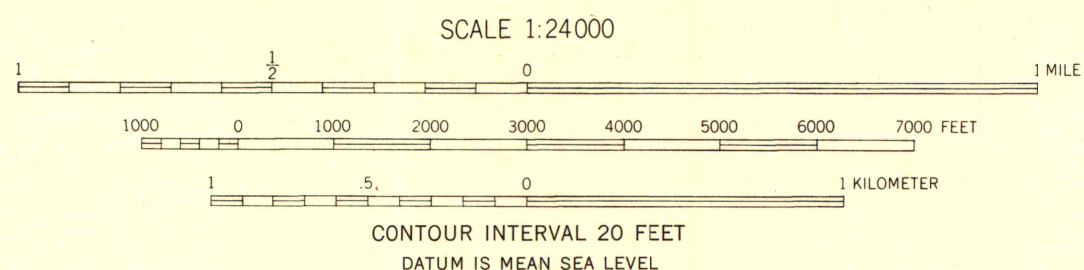 SCALE 1:24000
1 1/2 0 1 MILE
1000 0 1000 2000 3000 4000 5000 6000 7000 FEET
1 .5 0 1 KILOMETER
CONTOUR INTERVAL 20 FEET
DATUM IS MEAN SEA LEVEL